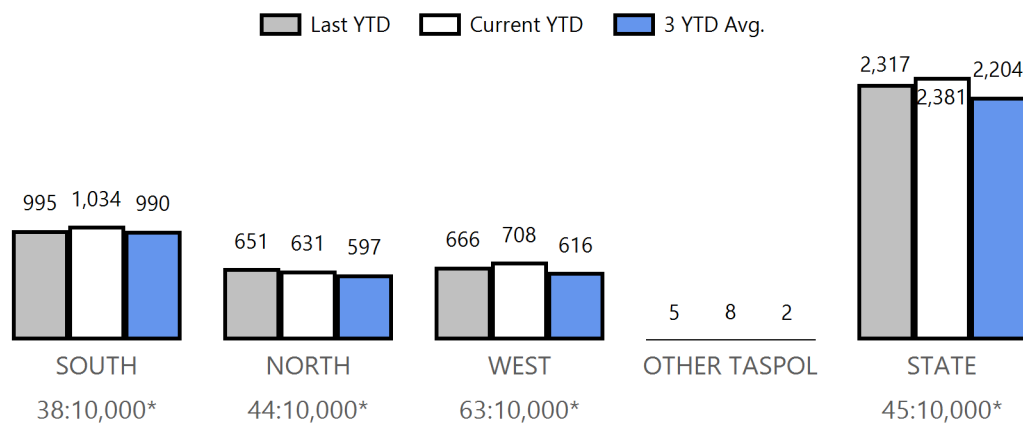 Last YTD Current YTD 3 YTD Avg.
2,317 2,381 2,204
995 1,034 990
651 631 597
666 708 616
5 8 2
SOUTH NORTH WEST OTHER TASPOL STATE
38:10,000* 44:10,000* 63:10,000* 45:10,000*